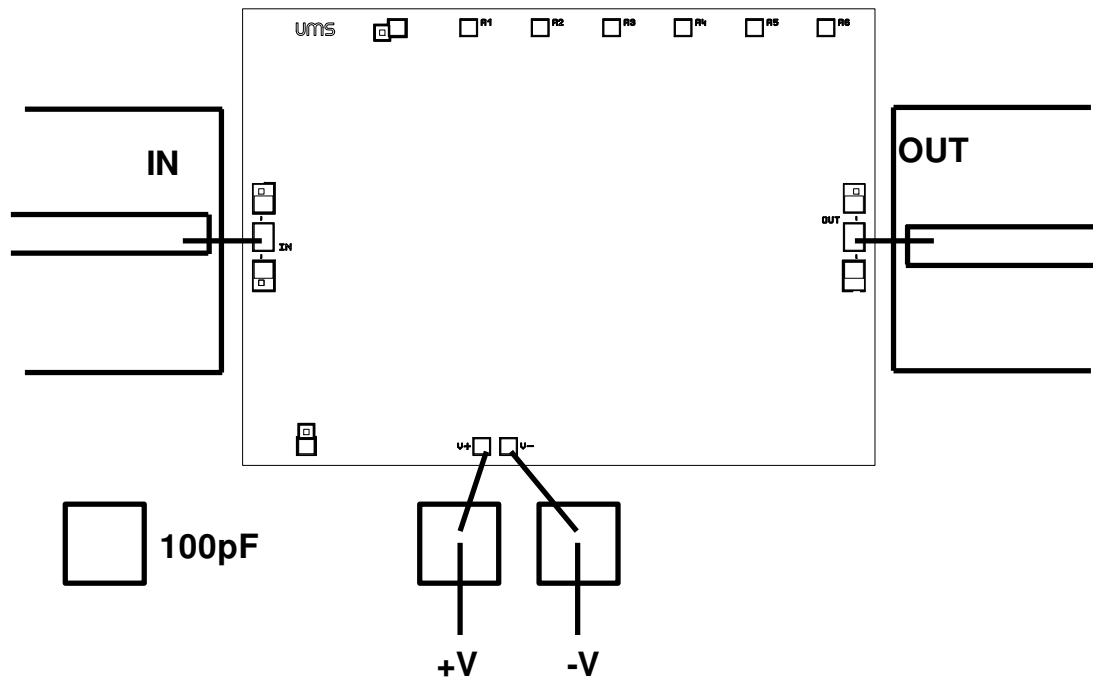 ums A1 A2 A3 A4 A5 A6
IN OUT
OUT
IN
V+ V-
100pF
+V -V